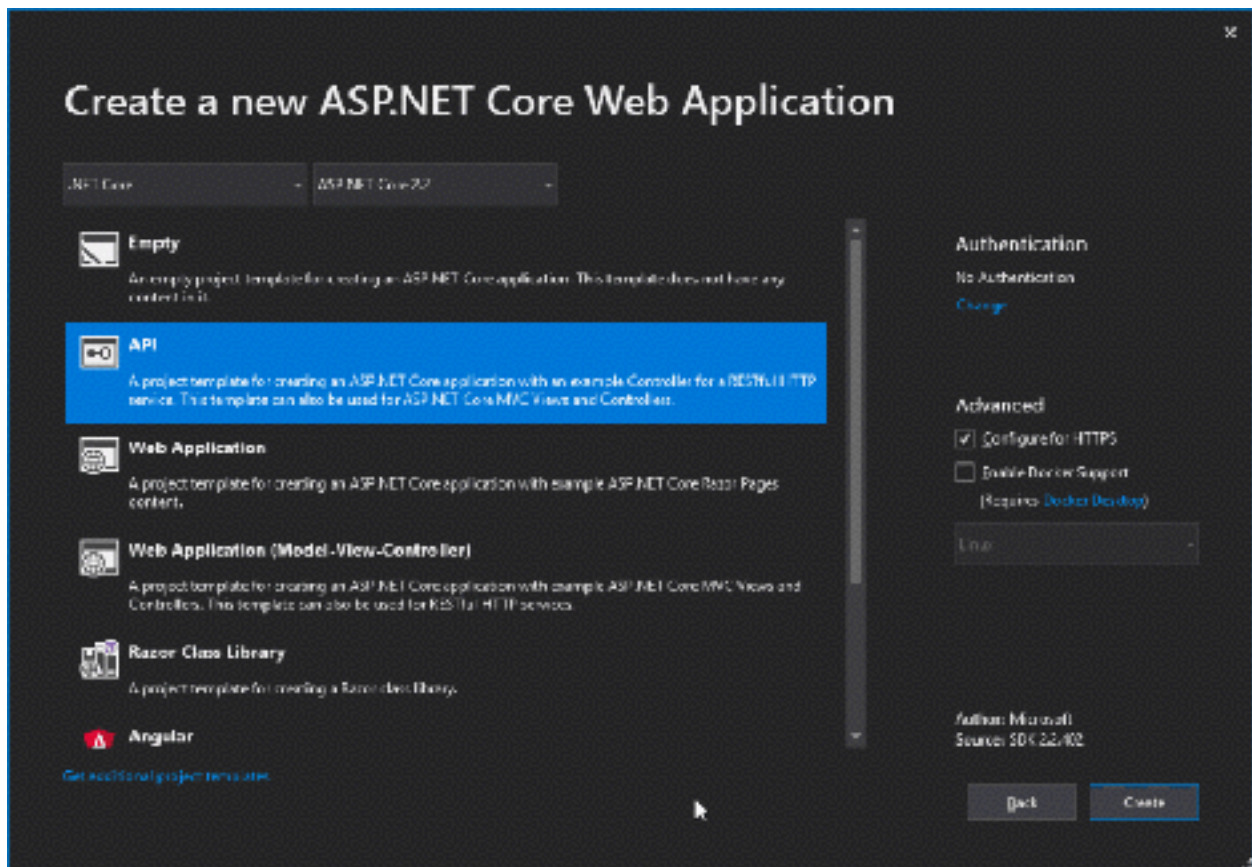 Create a new ASP.NET Core Web Application
.NET Core
ASP.NET Core 2.2
Empty
An empty project template for creating an ASP.NET Core application. This template does not have any
content in it.
API
A project template for creating an ASP.NET Core application with an example Controller for a RESTful HTTP
service. This template can also be used for ASP.NET Core MVC Views and Controllers.
Web Application
A project template for creating an ASP.NET Core application with example ASP.NET Core Razor Pages
content.
Web Application (Model-View-Controller)
A project template for creating an ASP.NET Core application with example ASP.NET Core MVC Views and
Controllers. This template can also be used for RESTful HTTP services.
Razor Class Library
A project template for creating a Razor class library.
Angular
Get additional project templates
Authentication
No Authentication
Change
Advanced
Configure for HTTPS
Enable Docker Support
(Requires Docker Desktop)
Linux
Author: Microsoft
Source: SDK 2.2.402
Back
Create